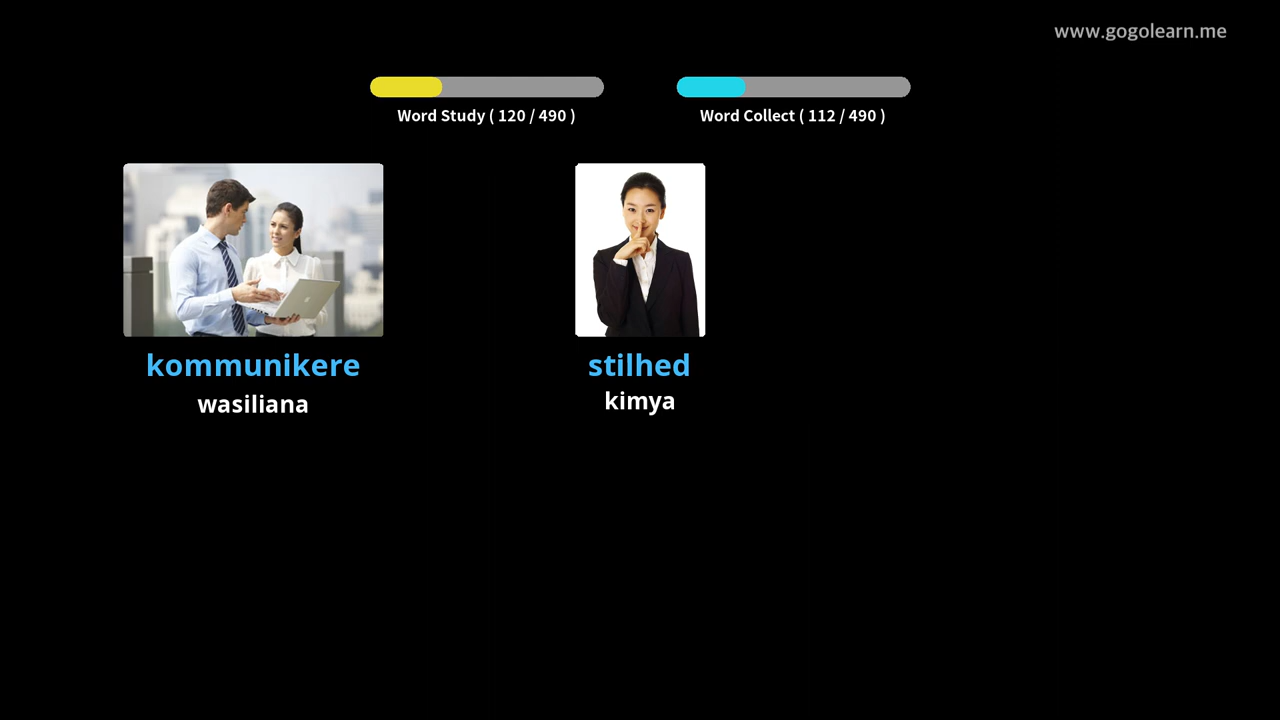 www.gogolearn.me
Word Study ( 120 / 490 )
Word Collect ( 112 / 490 )
kommunikere
wasiliana
stilhed
kimya